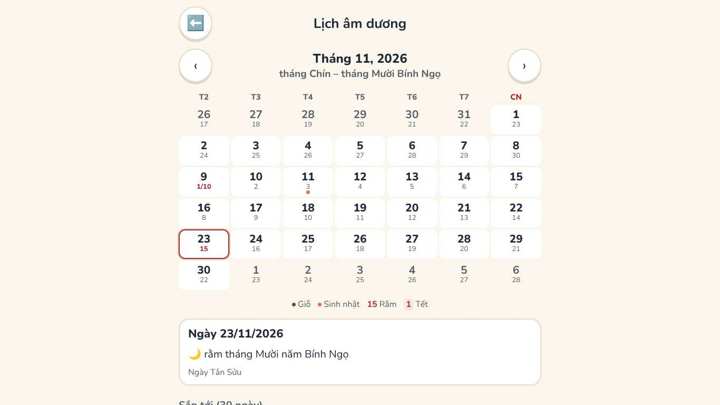 Lịch âm dương
‹ Tháng 11, 2026 ›
tháng Chín – tháng Mười Bính Ngọ
T2 T3 T4 T5 T6 T7 CN
26 27 28 29 30 31 1
17 18 19 20 21 22 23
2 3 4 5 6 7 8
24 25 26 27 28 29 30
9 10 11 12 13 14 15
1/10 2 3 4 5 6 7
16 17 18 19 20 21 22
8 9 10 11 12 13 14
23 24 25 26 27 28 29
15 16 17 18 19 20 21
30 1 2 3 4 5 6
22 23 24 25 26 27 28
Giỗ Sinh nhật 15 Rằm 1 Tết
Ngày 23/11/2026
🌙 rằm tháng Mười năm Bính Ngọ
Ngày Tân Sửu
Sắp tới (30 ngày)